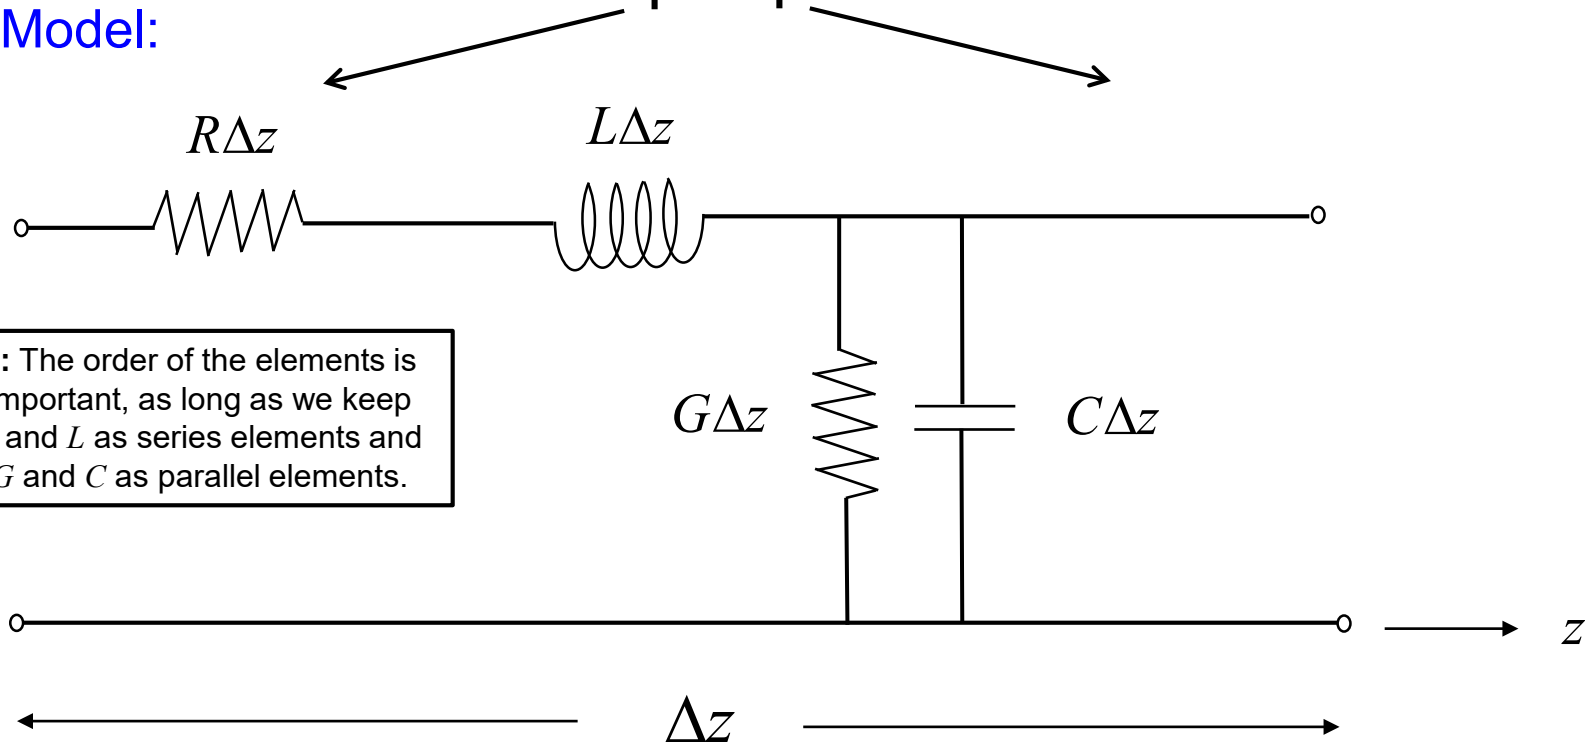 Model:
RΔz
LΔz
: The order of the elements is
mportant, as long as we keep
and L as series elements and
G and C as parallel elements.
GΔz
CΔz
z
Δz